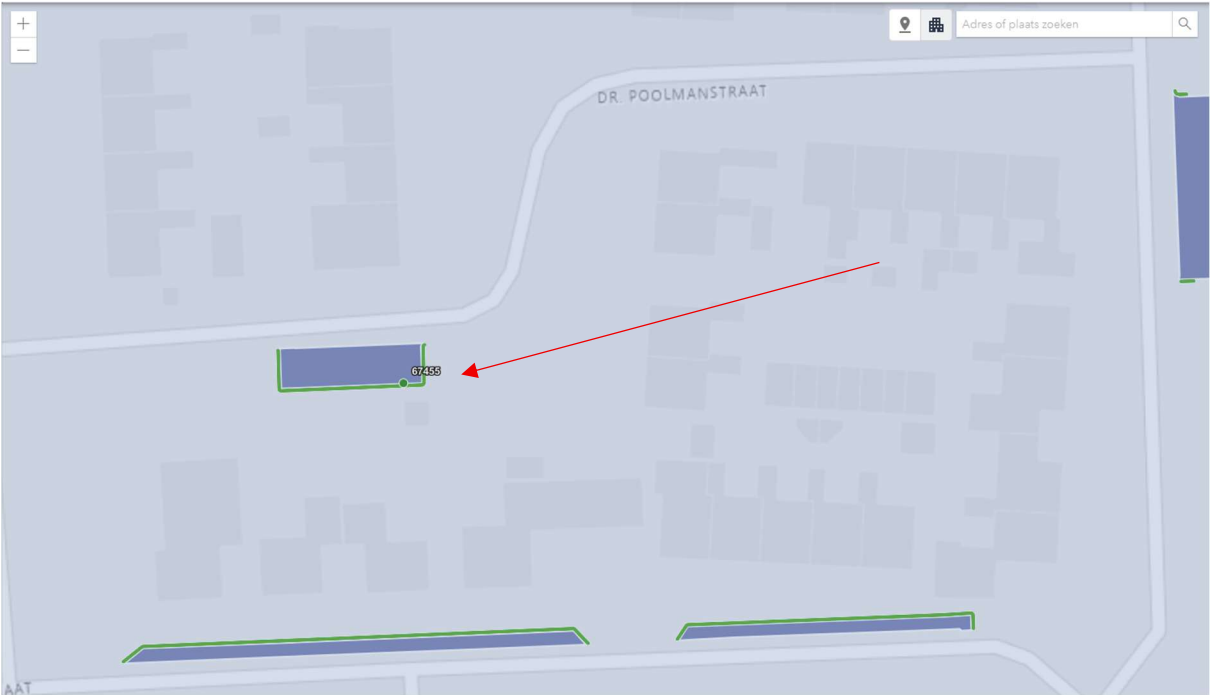 +
Adres of plaats zoeken
−
DR. POOLMANSTRAAT
67455
AAT